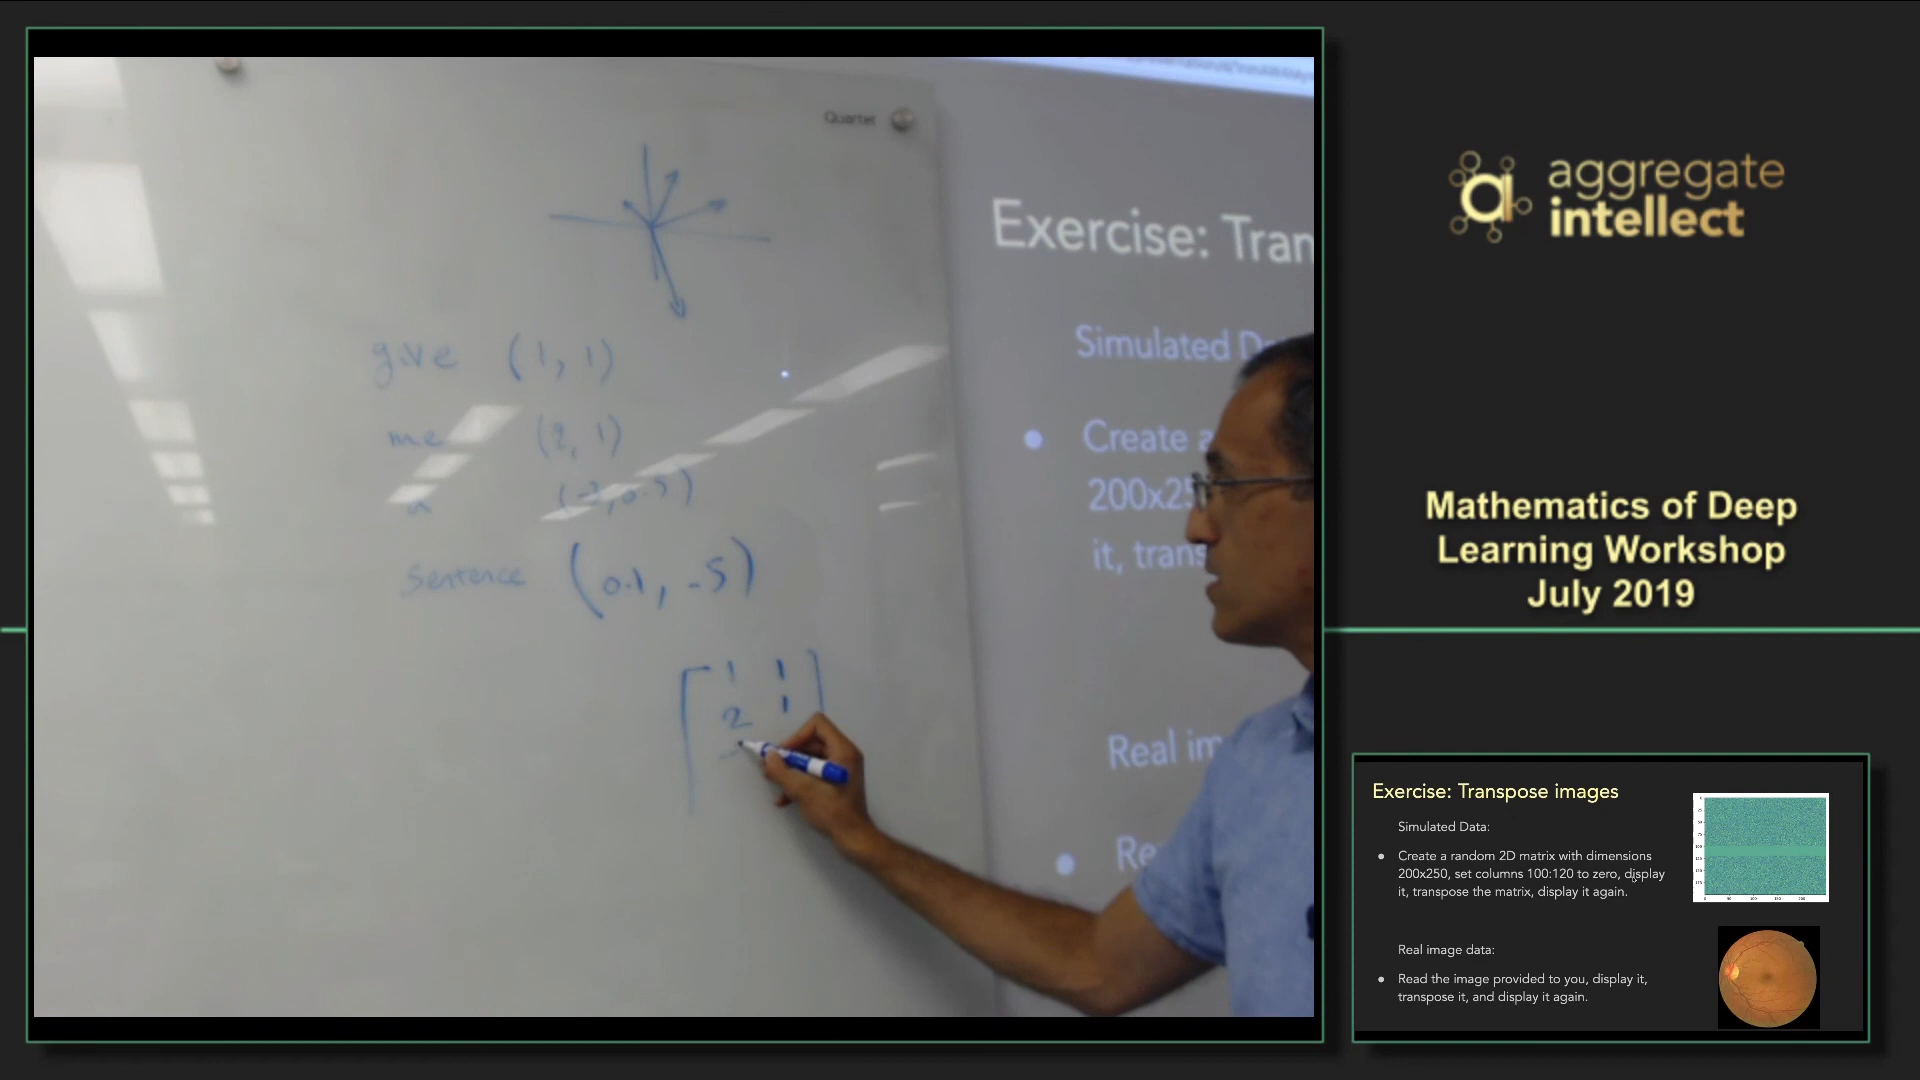 Quartet
give (1, 1)
me (2, 1)
a
sentence (0.1, -5)
1 1
2 1
Exercise: Tran
Simulated
Create a
200x25
it, trans
Real im
Re
aggregate
intellect
Mathematics of Deep
Learning Workshop
July 2019
Exercise: Transpose images
Simulated Data:
• Create a random 2D matrix with dimensions
200x250, set columns 100:120 to zero, display
it, transpose the matrix, display it again.
Real image data:
• Read the image provided to you, display it,
transpose it, and display it again.